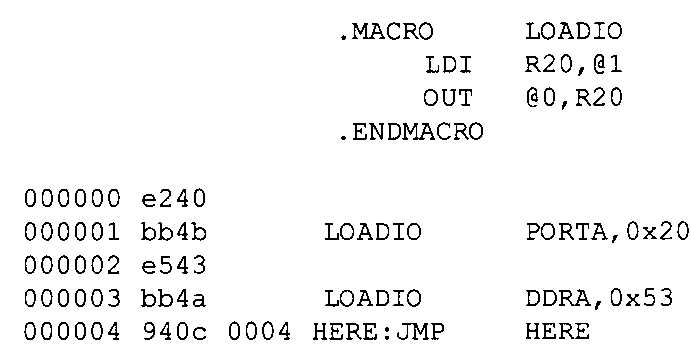 .MACRO LOADIO
LDI R20,@1
OUT @0,R20
.ENDMACRO
000000 e240
000001 bb4b LOADIO PORTA,0x20
000002 e543
000003 bb4a LOADIO DDRA,0x53
000004 940c 0004 HERE:JMP HERE